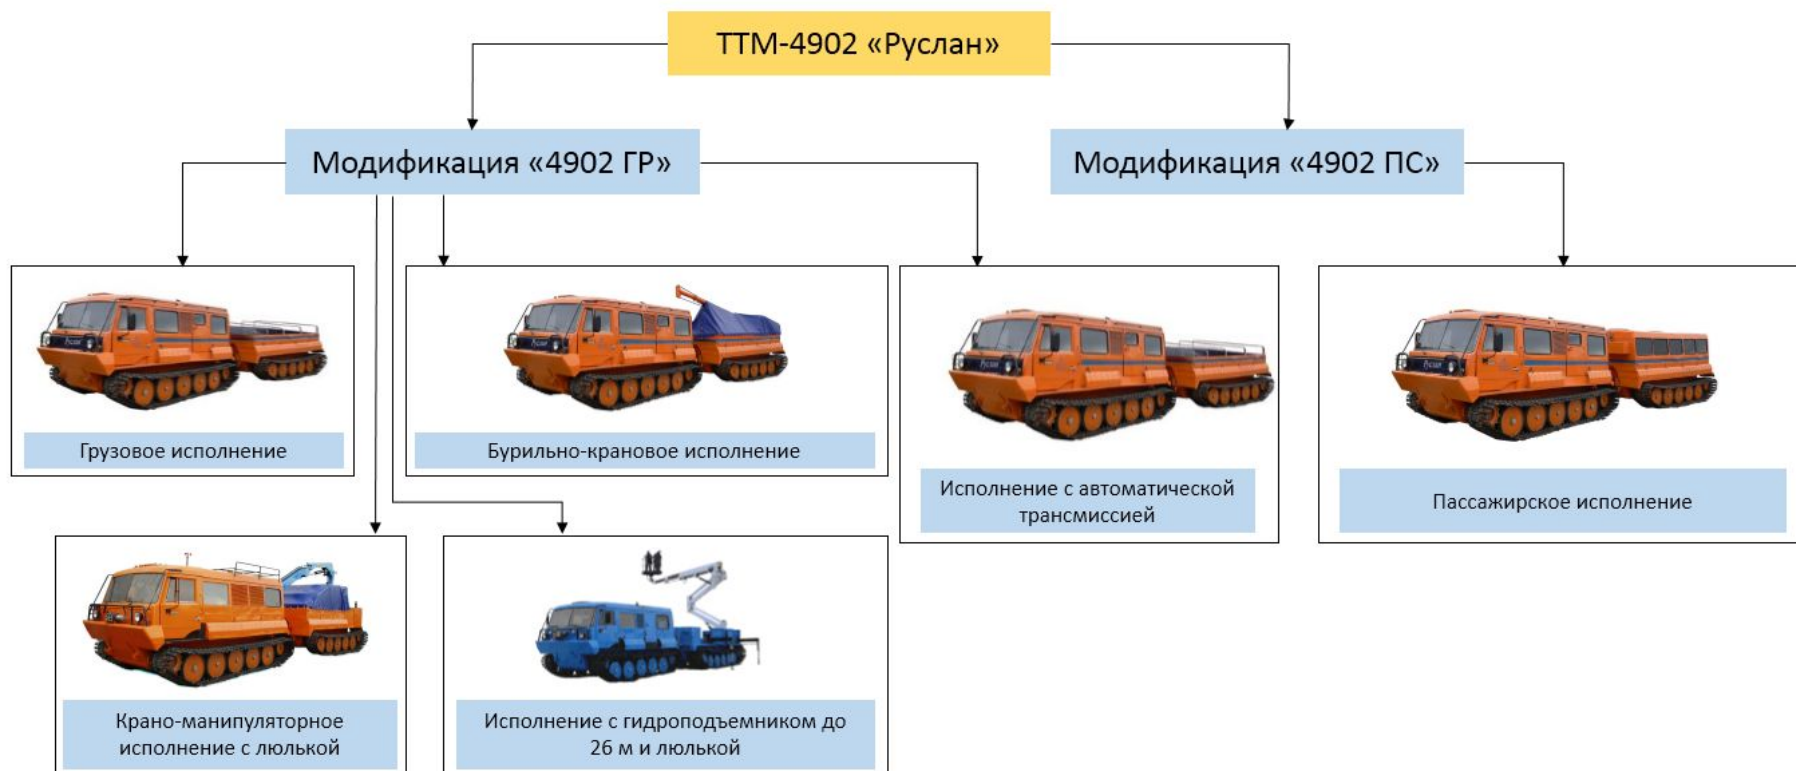 ТТМ-4902 «Руслан»
Модификация «4902 ГР»
Модификация «4902 ПС»
Грузовое исполнение
Бурильно-крановое исполнение
Исполнение с автоматической
трансмиссией
Пассажирское исполнение
Крано-манипуляторное
исполнение с люлькой
Исполнение с гидроподъемником до
26 м и люлькой